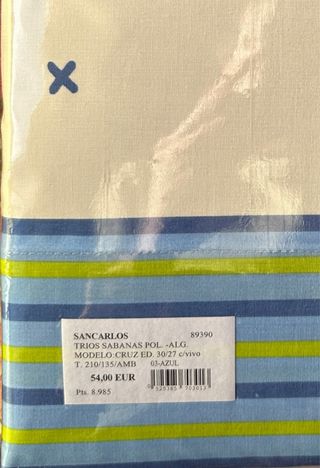 SANCARLOS 89390
TRIOS SABANAS POL. -ALG.
MODELO:CRUZ ED. 30/27 c/vivo
T. 210/135/AMB 03-AZUL
54,00 EUR
Pts. 8.985